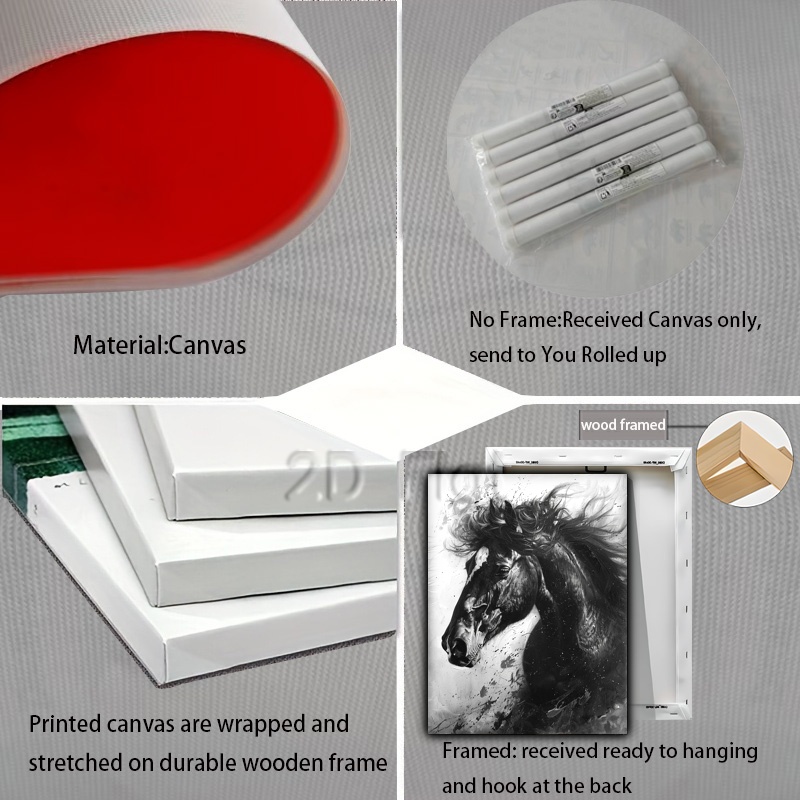 Material:Canvas
No Frame:Received Canvas only,
send to You Rolled up
wood framed
2.D
Printed canvas are wrapped and
stretched on durable wooden frame
Framed: received ready to hanging
and hook at the back